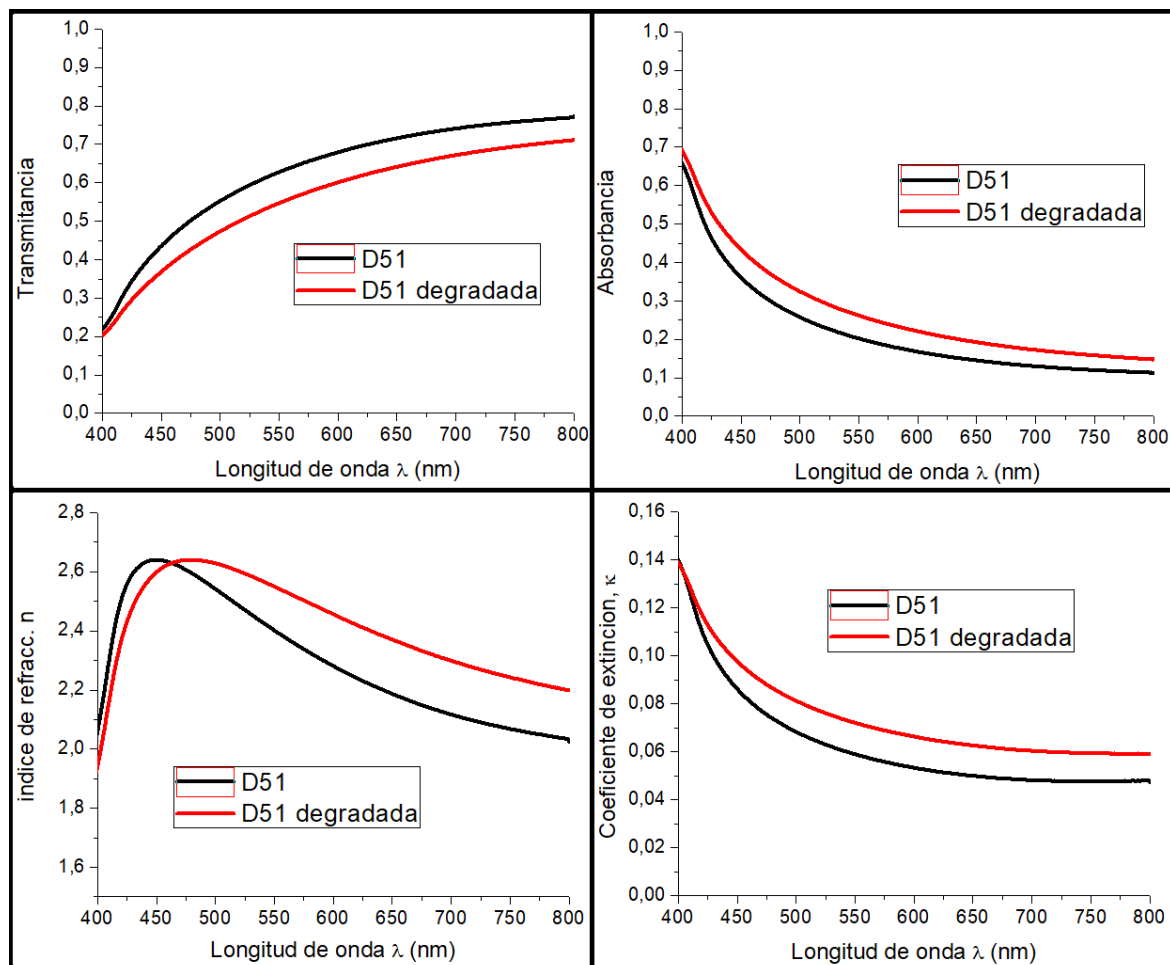 Transmitancia
1,0
0,9
0,8
0,7
0,6
0,5
0,4
0,3
0,2
0,1
0,0
D51
D51 degradada
400 450 500 550 600 650 700 750 800
Longitud de onda λ (nm)
Absorbancia
1,0
0,9
0,8
0,7
0,6
0,5
0,4
0,3
0,2
0,1
0,0
D51
D51 degradada
400 450 500 550 600 650 700 750 800
Longitud de onda λ (nm)
indice de refracc. n
2,8
2,6
2,4
2,2
2,0
1,8
1,6
D51
D51 degradada
400 450 500 550 600 650 700 750 800
Longitud de onda λ (nm)
Coeficiente de extincion, κ
0,16
0,14
0,12
0,10
0,08
0,06
0,04
0,02
0,00
D51
D51 degradada
400 450 500 550 600 650 700 750 800
Longitud de onda λ (nm)